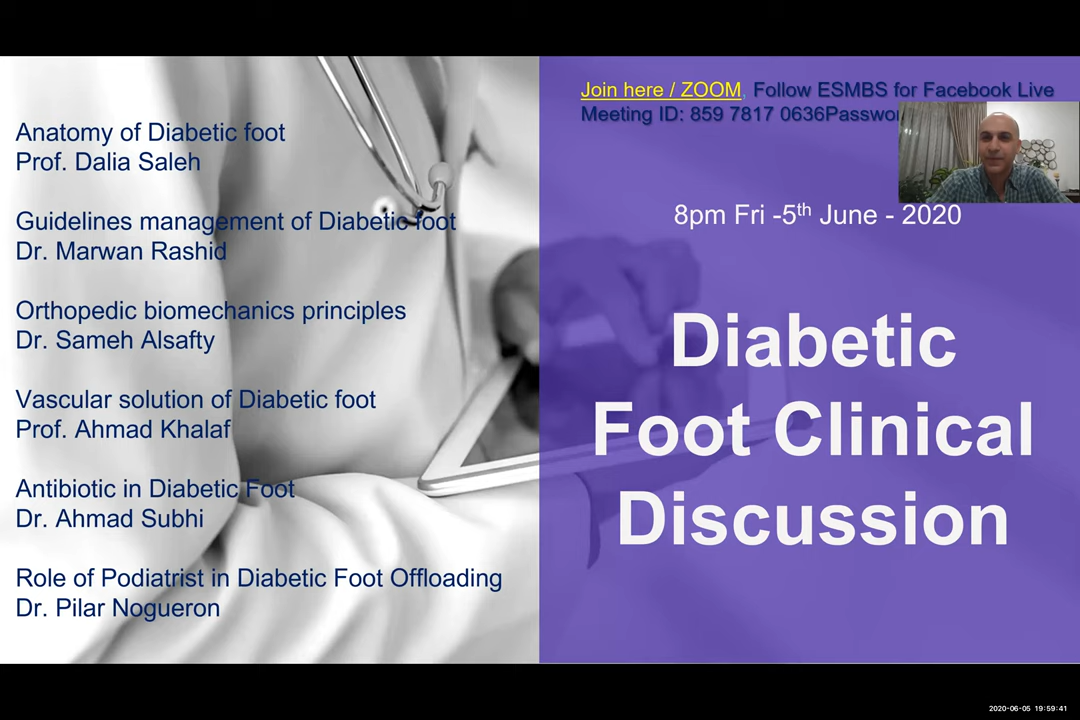 Anatomy of Diabetic foot
Prof. Dalia Saleh
Guidelines management of Diabetic foot
Dr. Marwan Rashid
Orthopedic biomechanics principles
Dr. Sameh Alsafty
Vascular solution of Diabetic foot
Prof. Ahmad Khalaf
Antibiotic in Diabetic Foot
Dr. Ahmad Subhi
Role of Podiatrist in Diabetic Foot Offloading
Dr. Pilar Nogueron
Join here / ZOOM, Follow ESMBS for Facebook Live
Meeting ID: 859 7817 0636
8pm Fri -5th June - 2020
Diabetic
Foot Clinical
Discussion
2020-06-05 19:59:41